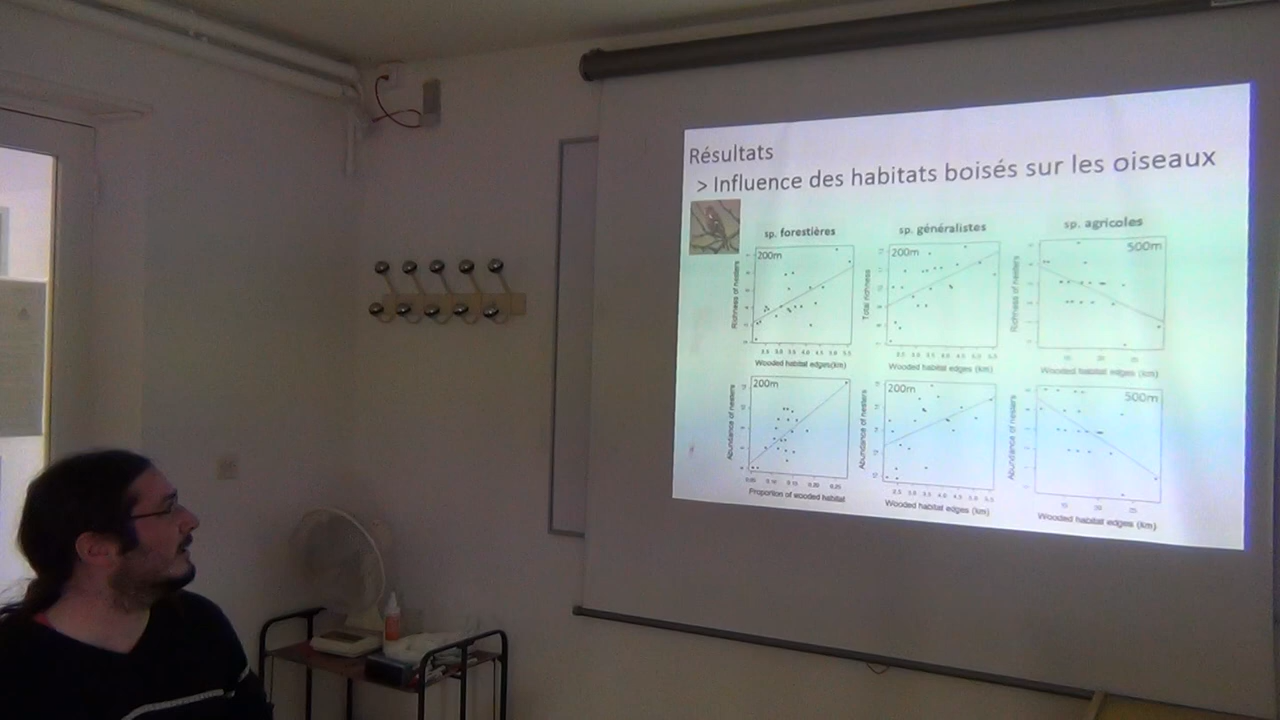 Résultats
> Influence des habitats boisés sur les oiseaux
sp. forestières
sp. généralistes
sp. agricoles
200m
200m
500m
Richness of nesters
Total richness
Richness of nesters
Wooded habitat edges(km)
Wooded habitat edges (km)
Wooded habitat edges (km)
200m
200m
500m
Abundance of nesters
Abundance of nesters
Abundance of nesters
Proportion of wooded habitat
Wooded habitat edges (km)
Wooded habitat edges (km)